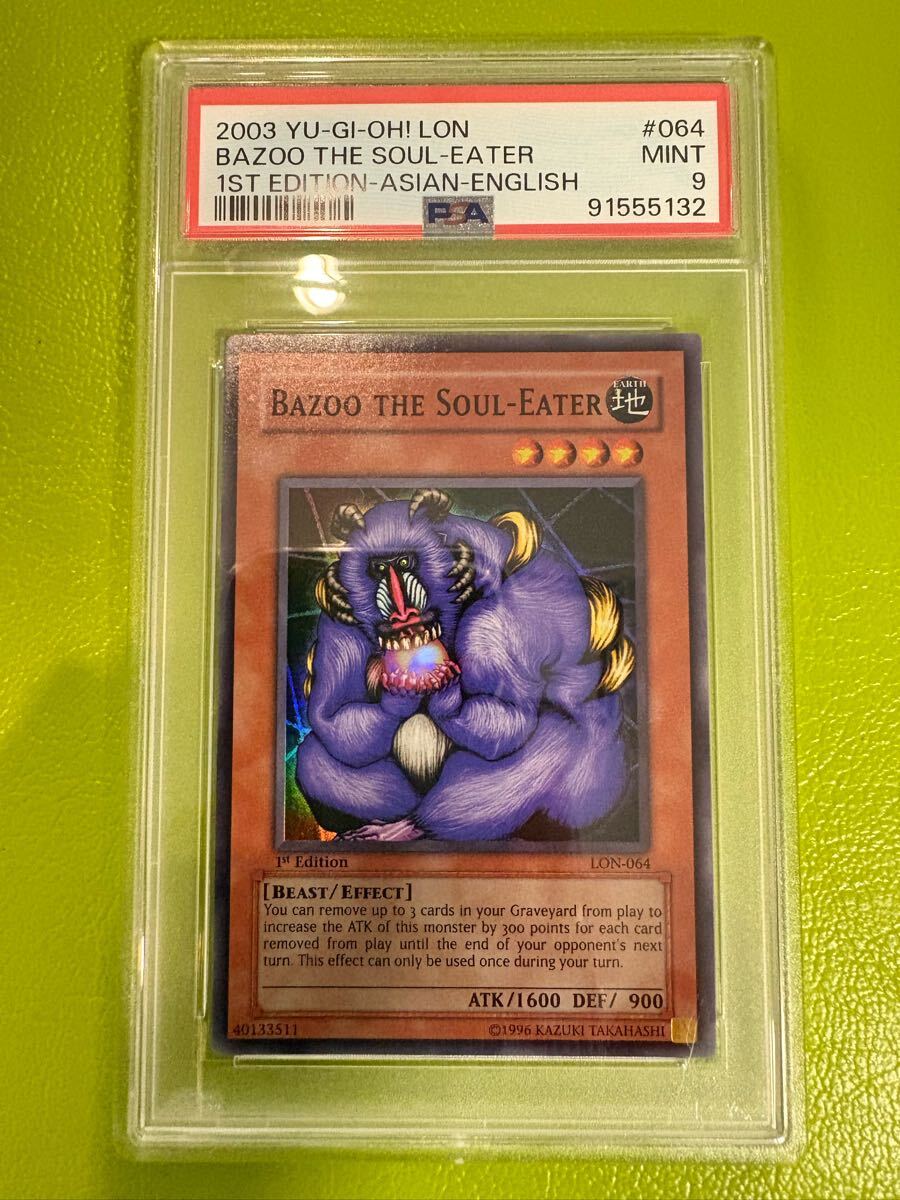 2003 YU-GI-OH! LON #064
BAZOO THE SOUL-EATER MINT
1ST EDITION-ASIAN-ENGLISH 9
PSA 91555132
BAZOO THE SOUL-EATER
EARTH
地
1st Edition LON-064
[BEAST/EFFECT]
You can remove up to 3 cards in your Graveyard from play to
increase the ATK of this monster by 300 points for each card
removed from play until the end of your opponent's next
turn. This effect can only be used once during your turn.
ATK/1600 DEF/ 900
40133511 ©1996 KAZUKI TAKAHASHI